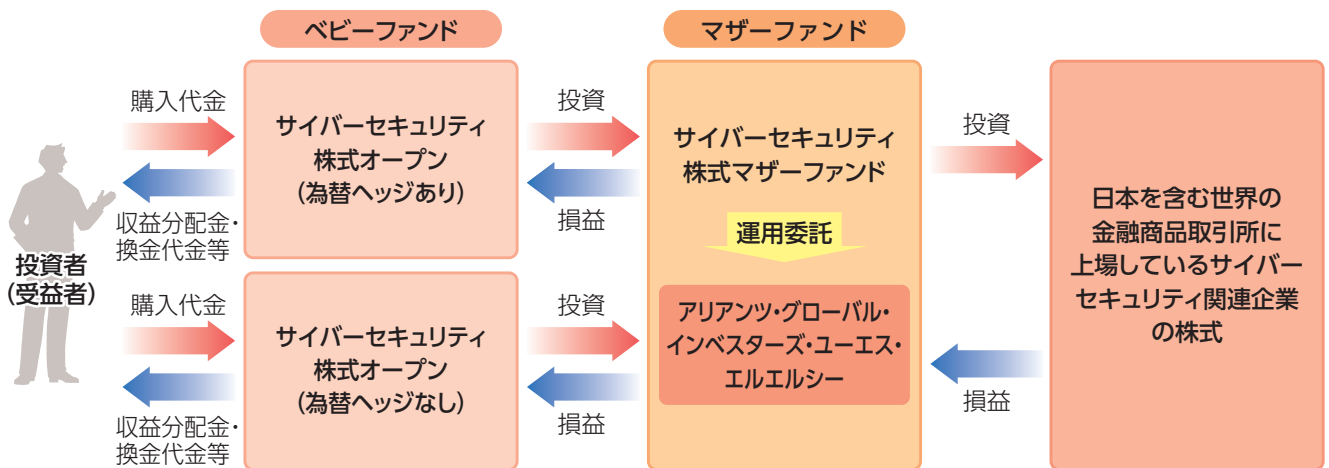 ベビーファンド
マザーファンド
購入代金
サイバーセキュリティ
株式オープン
(為替ヘッジあり)
収益分配金・
換金代金等
投資
損益
投資者
(受益者)
購入代金
サイバーセキュリティ
株式オープン
(為替ヘッジなし)
収益分配金・
換金代金等
投資
損益
サイバーセキュリティ
株式マザーファンド
運用委託
アリアンツ・グローバル・
インベスターズ・ユーエス・
エルエルシー
投資
損益
日本を含む世界の
金融商品取引所に
上場しているサイバー
セキュリティ関連企業
の株式